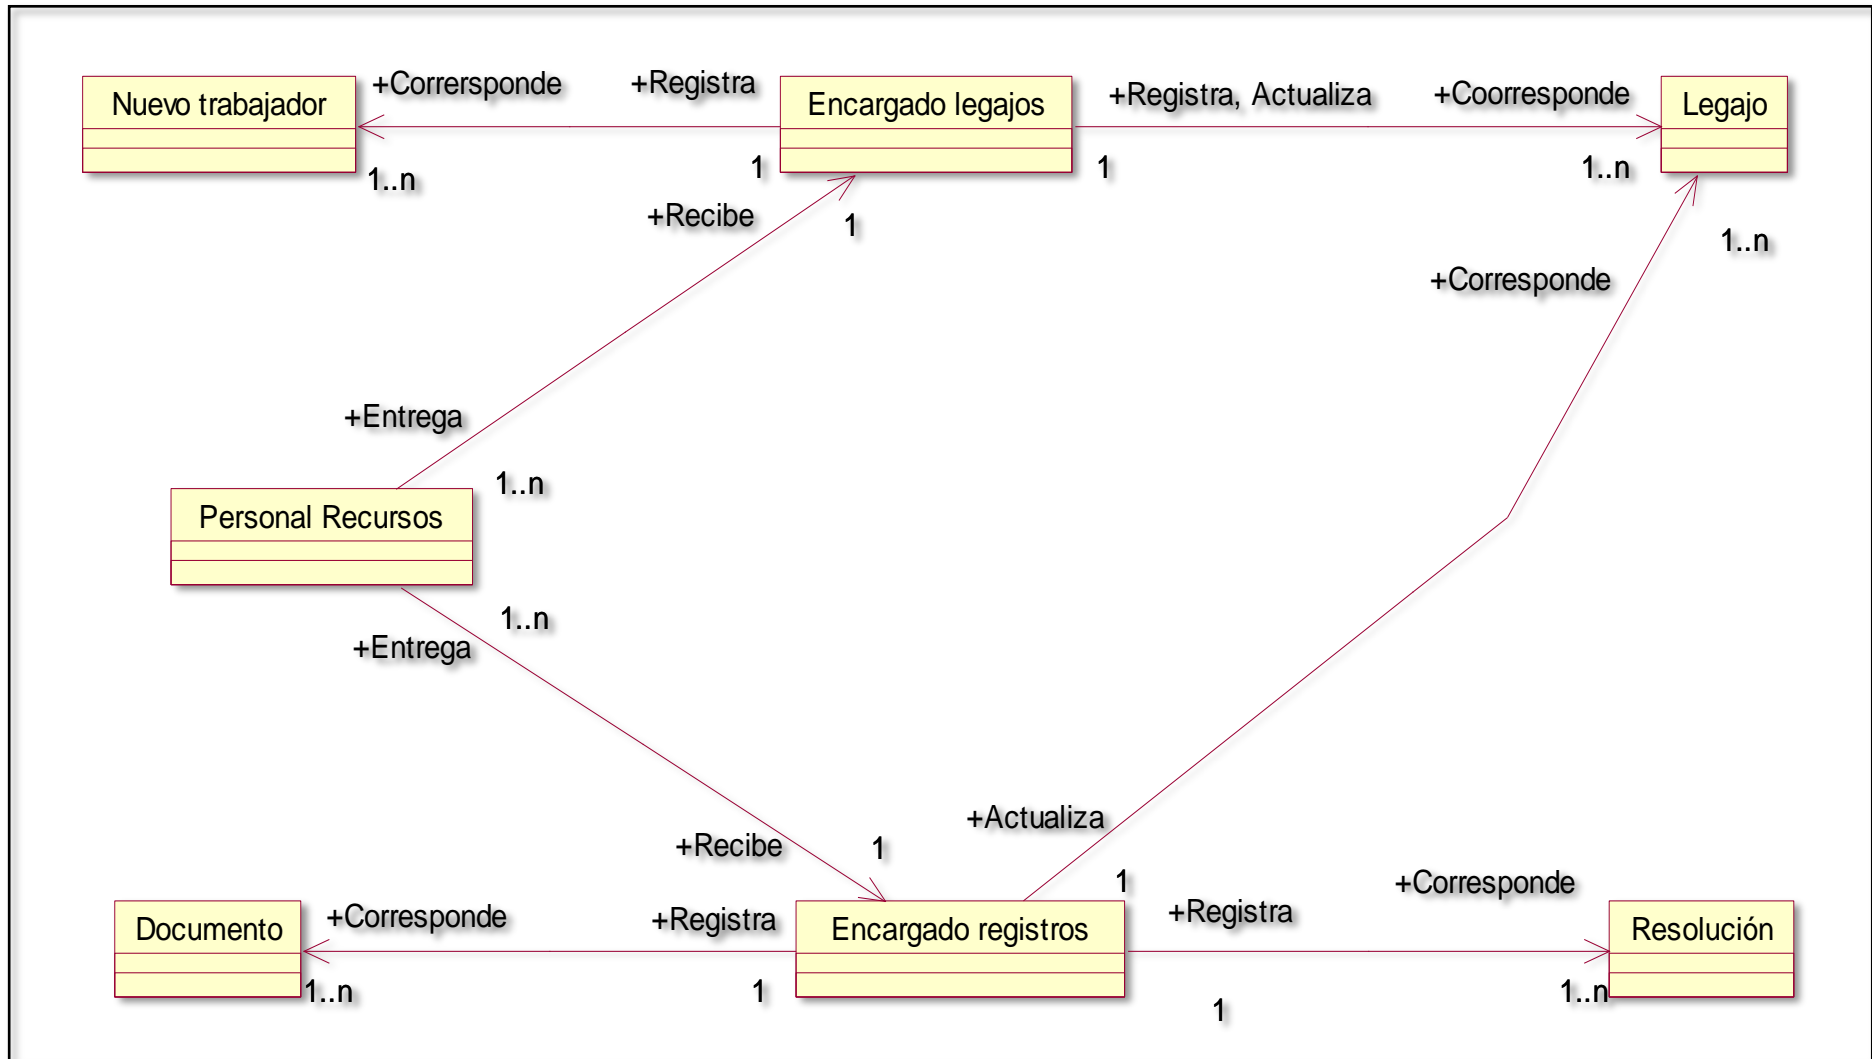 Nuevo trabajador
+Corrersponde
+Registra
1..n
1
Encargado legajos
+Registra, Actualiza
+Coorresponde
1
1..n
Legajo
+Recibe
1
1..n
+Corresponde
+Entrega
1..n
Personal Recursos
1..n
+Entrega
+Recibe
1
+Actualiza
1
Documento
+Corresponde
+Registra
1..n
1
Encargado registros
+Registra
+Corresponde
1
1..n
Resolución